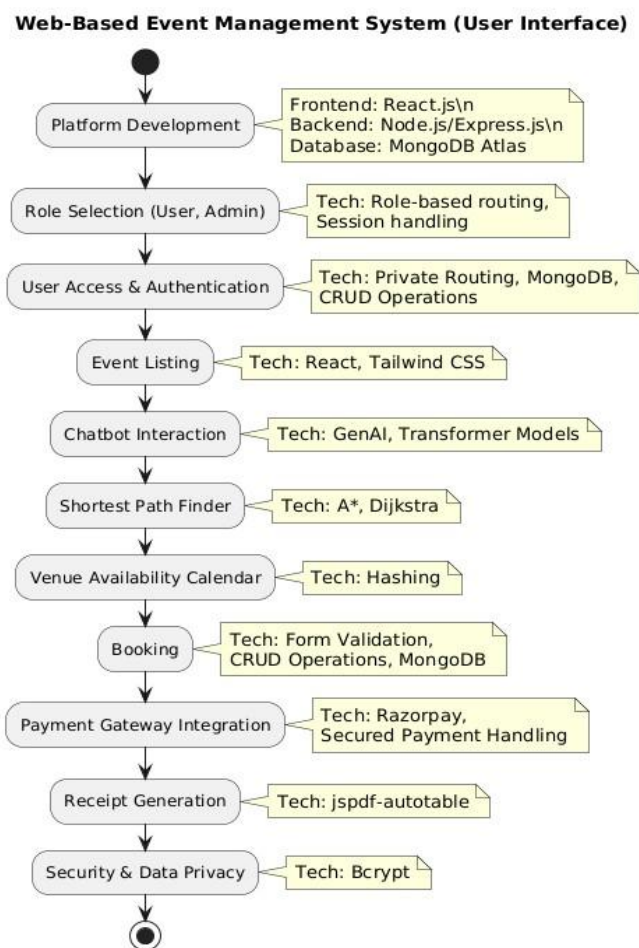 Web-Based Event Management System (User Interface)
Platform Development
Frontend: React.js\n
Backend: Node.js/Express.js\n
Database: MongoDB Atlas
Role Selection (User, Admin)
Tech: Role-based routing,
Session handling
User Access & Authentication
Tech: Private Routing, MongoDB,
CRUD Operations
Event Listing
Tech: React, Tailwind CSS
Chatbot Interaction
Tech: GenAI, Transformer Models
Shortest Path Finder
Tech: A*, Dijkstra
Venue Availability Calendar
Tech: Hashing
Booking
Tech: Form Validation,
CRUD Operations, MongoDB
Payment Gateway Integration
Tech: Razorpay,
Secured Payment Handling
Receipt Generation
Tech: jspdf-autotable
Security & Data Privacy
Tech: Bcrypt